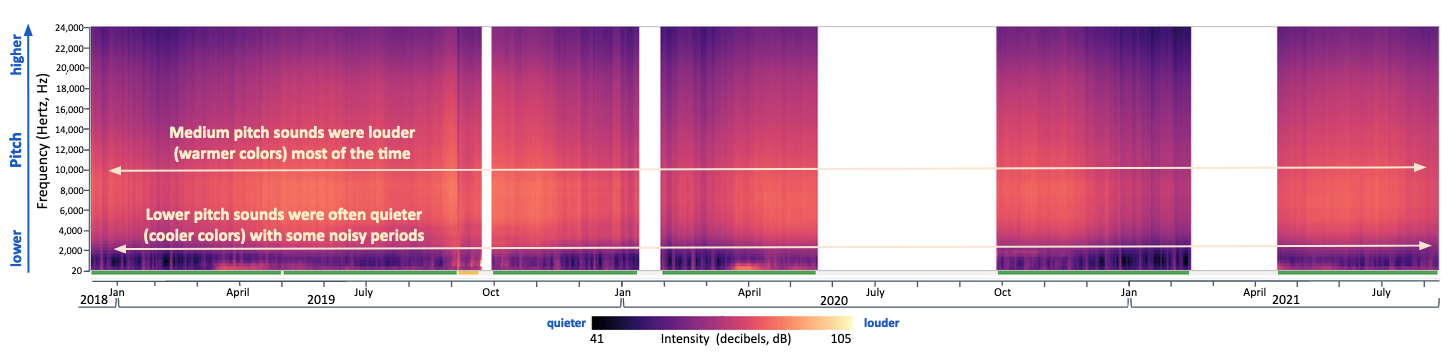 higher
Pitch
lower
Frequency (Hertz, Hz)
24,000
22,000
20,000
18,000
16,000
14,000
12,000
10,000
8,000
6,000
4,000
2,000
20
Medium pitch sounds were louder
(warmer colors) most of the time
Lower pitch sounds were often quieter
(cooler colors) with some noisy periods
Jan April July Oct Jan April July Oct Jan April July
2018 2019 2020 2021
quieter louder
41 Intensity (decibels, dB) 105